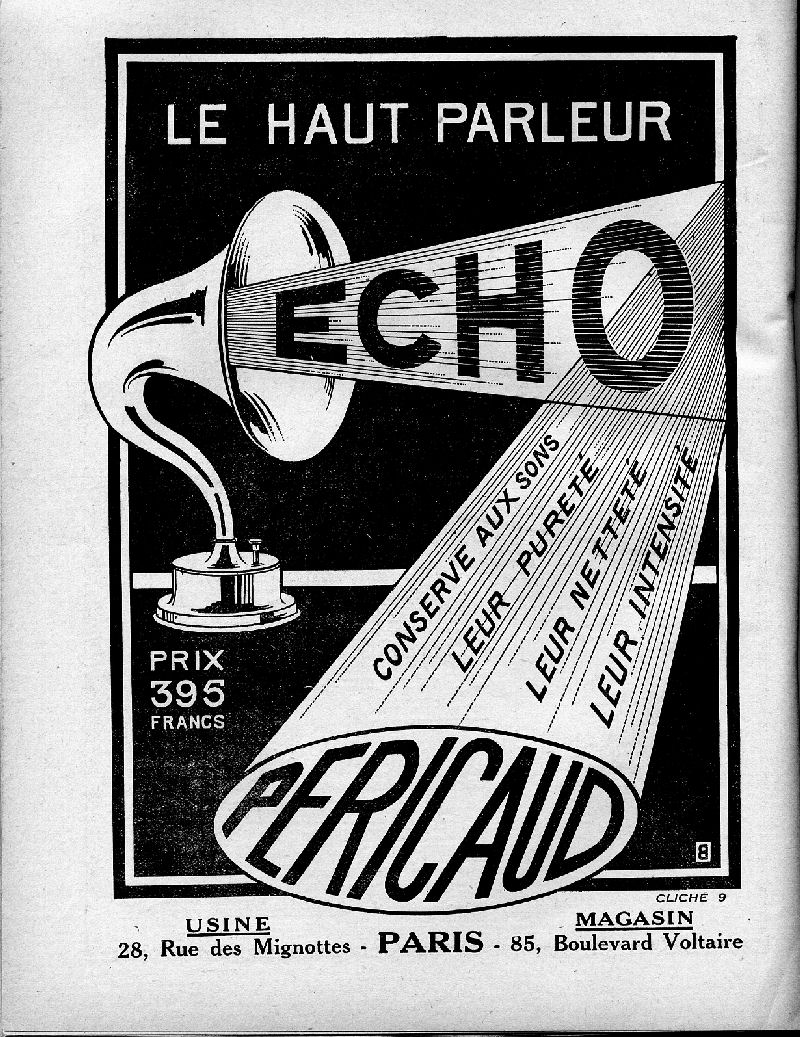 LE HAUT PARLEUR
ECHO
CONSERVE AUX SONS
LEUR PURETÉ
LEUR NETTETÉ
LEUR INTENSITÉ
PRIX
395
FRANCS
PERICAUD
CLICHÉ 9
USINE
28, Rue des Mignottes - PARIS - 85, Boulevard Voltaire
MAGASIN